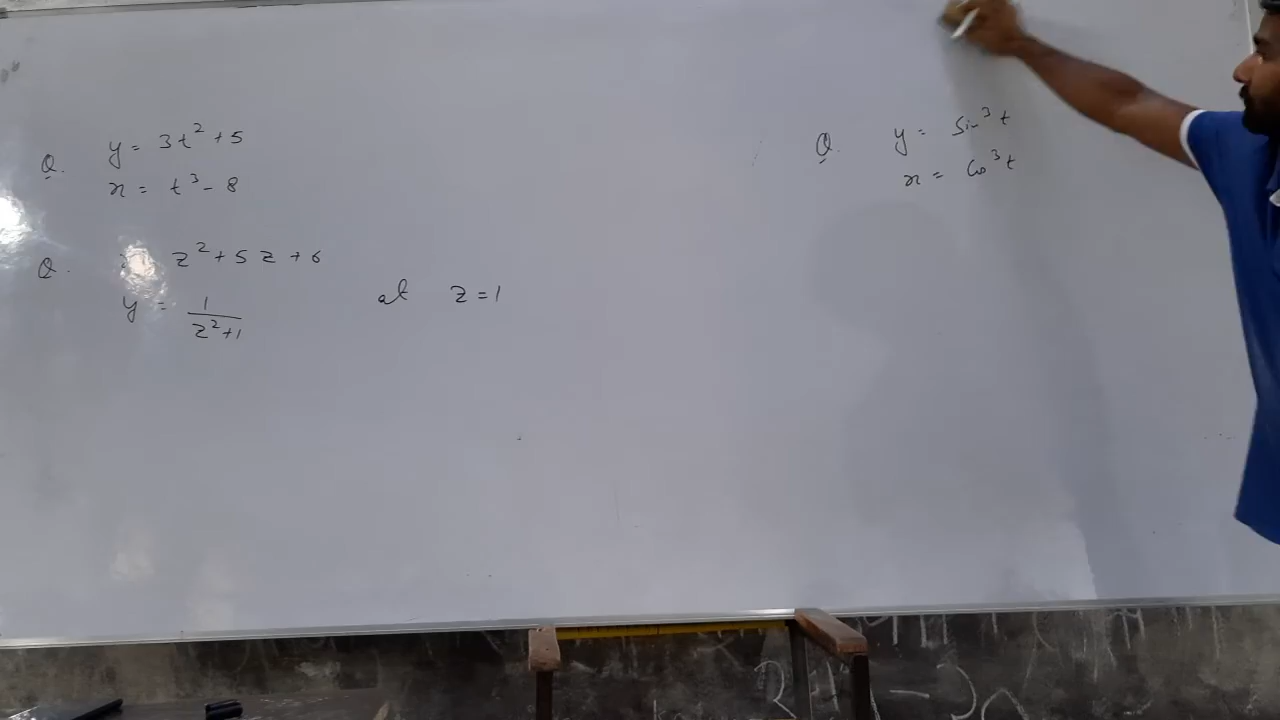 Q. y = 3t² + 5
x = t³ - 8
Q. z² + 5z + 6
y = 1/(z²+1) at z = 1
Q. y = Sin³t
x = Cos³t